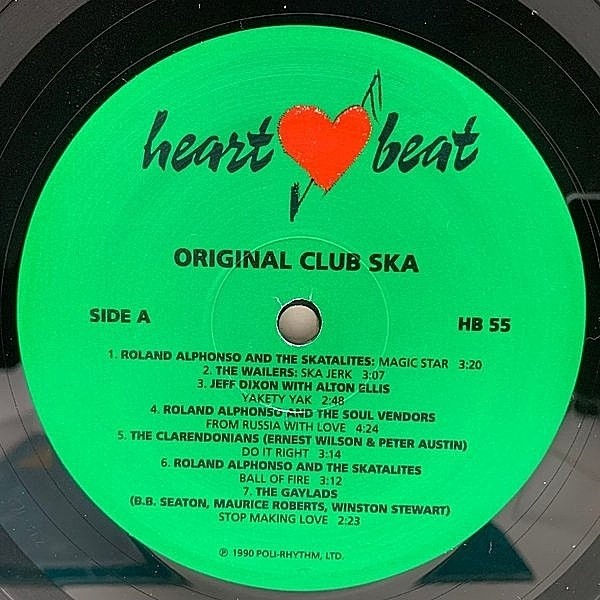 heart beat
ORIGINAL CLUB SKA
SIDE A
HB 55
1. ROLAND ALPHONSO AND THE SKATALITES: MAGIC STAR 3:20
2. THE WAILERS: SKA JERK 3:07
3. JEFF DIXON WITH ALTON ELLIS
YAKETY YAK 2:48
4. ROLAND ALPHONSO AND THE SOUL VENDORS
FROM RUSSIA WITH LOVE 4:24
5. THE CLARENDONIANS (ERNEST WILSON & PETER AUSTIN)
DO IT RIGHT 3:14
6. ROLAND ALPHONSO AND THE SKATALITES
BALL OF FIRE 3:12
7. THE GAYLADS
(B.B. SEATON, MAURICE ROBERTS, WINSTON STEWART)
STOP MAKING LOVE 2:23
℗ 1990 POLI-RHYTHM, LTD.